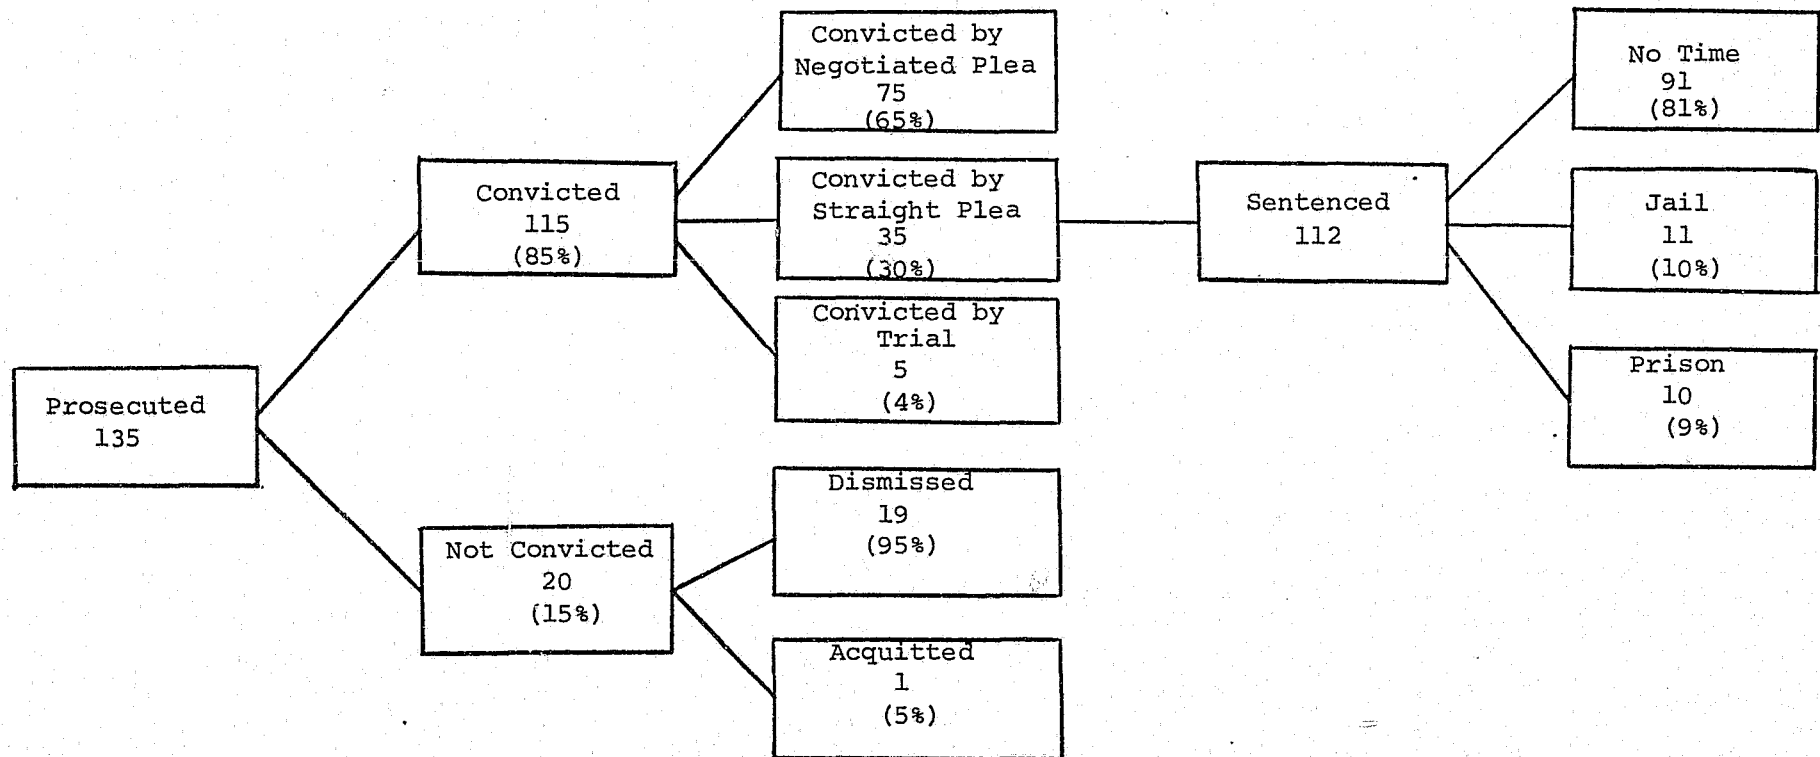 Prosecuted
135
Convicted
115
(85%)
Not Convicted
20
(15%)
Convicted by
Negotiated Plea
75
(65%)
Convicted by
Straight Plea
35
(30%)
Convicted by
Trial
5
(4%)
Dismissed
19
(95%)
Acquitted
1
(5%)
Sentenced
112
No Time
91
(81%)
Jail
11
(10%)
Prison
10
(9%)